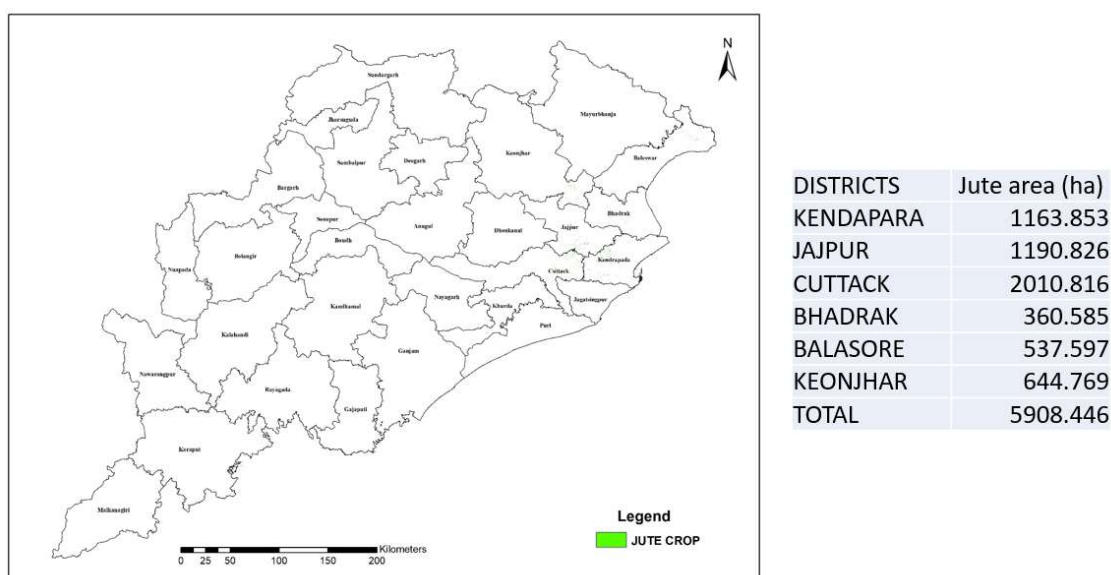 N
Sundargarh
Mayurbhanja
Jharsuguda
Keonjhar
Baleswar
Sambalpur
Deogarh
Bargarh
Bhadrak
Sonepur
Anugul
Dhenkanal
Jajpur
Boudh
Kendrapada
Bolangir
Nuapada
Cuttack
Nayagarh
Jagatsingpur
Kandhamal
Khurda
Puri
Kalahandi
Ganjam
Nawarangpur
Rayagada
Gajapati
Koraput
Malkanagiri
Kilometers
0 25 50 100 150 200
Legend
JUTE CROP
DISTRICTS Jute area (ha)
KENDAPARA 1163.853
JAJPUR 1190.826
CUTTACK 2010.816
BHADRAK 360.585
BALASORE 537.597
KEONJHAR 644.769
TOTAL 5908.446